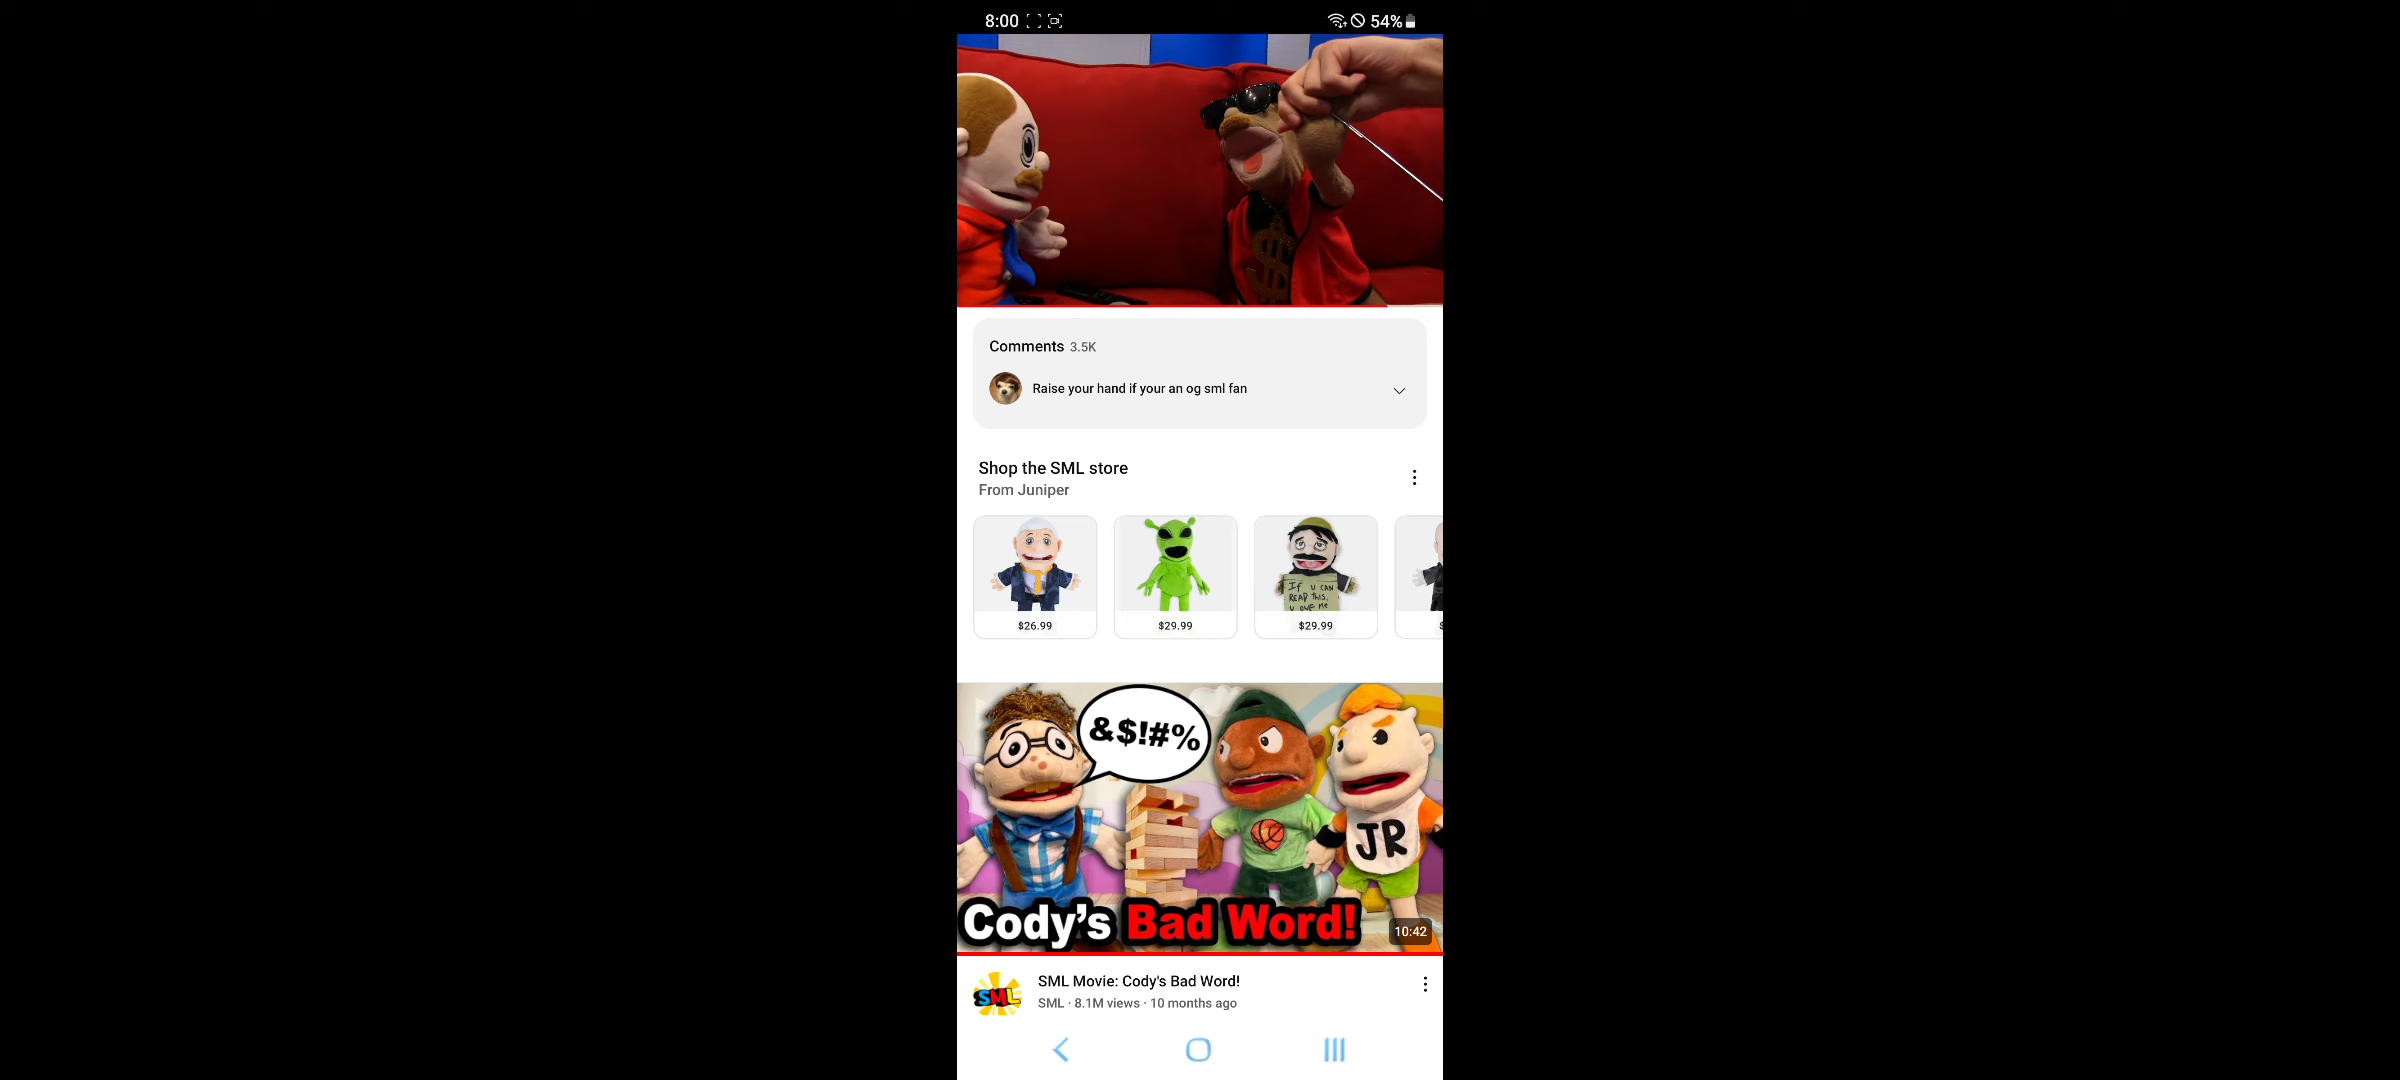 8:00 54%
Comments 3.5K
Raise your hand if your an og sml fan
Shop the SML store
From Juniper
If u CAN
READ THIS,
u owe me
$26.99
$29.99
$29.99
&$!#%
JR
Cody's Bad Word!
10:42
SML
SML Movie: Cody's Bad Word!
SML · 8.1M views · 10 months ago